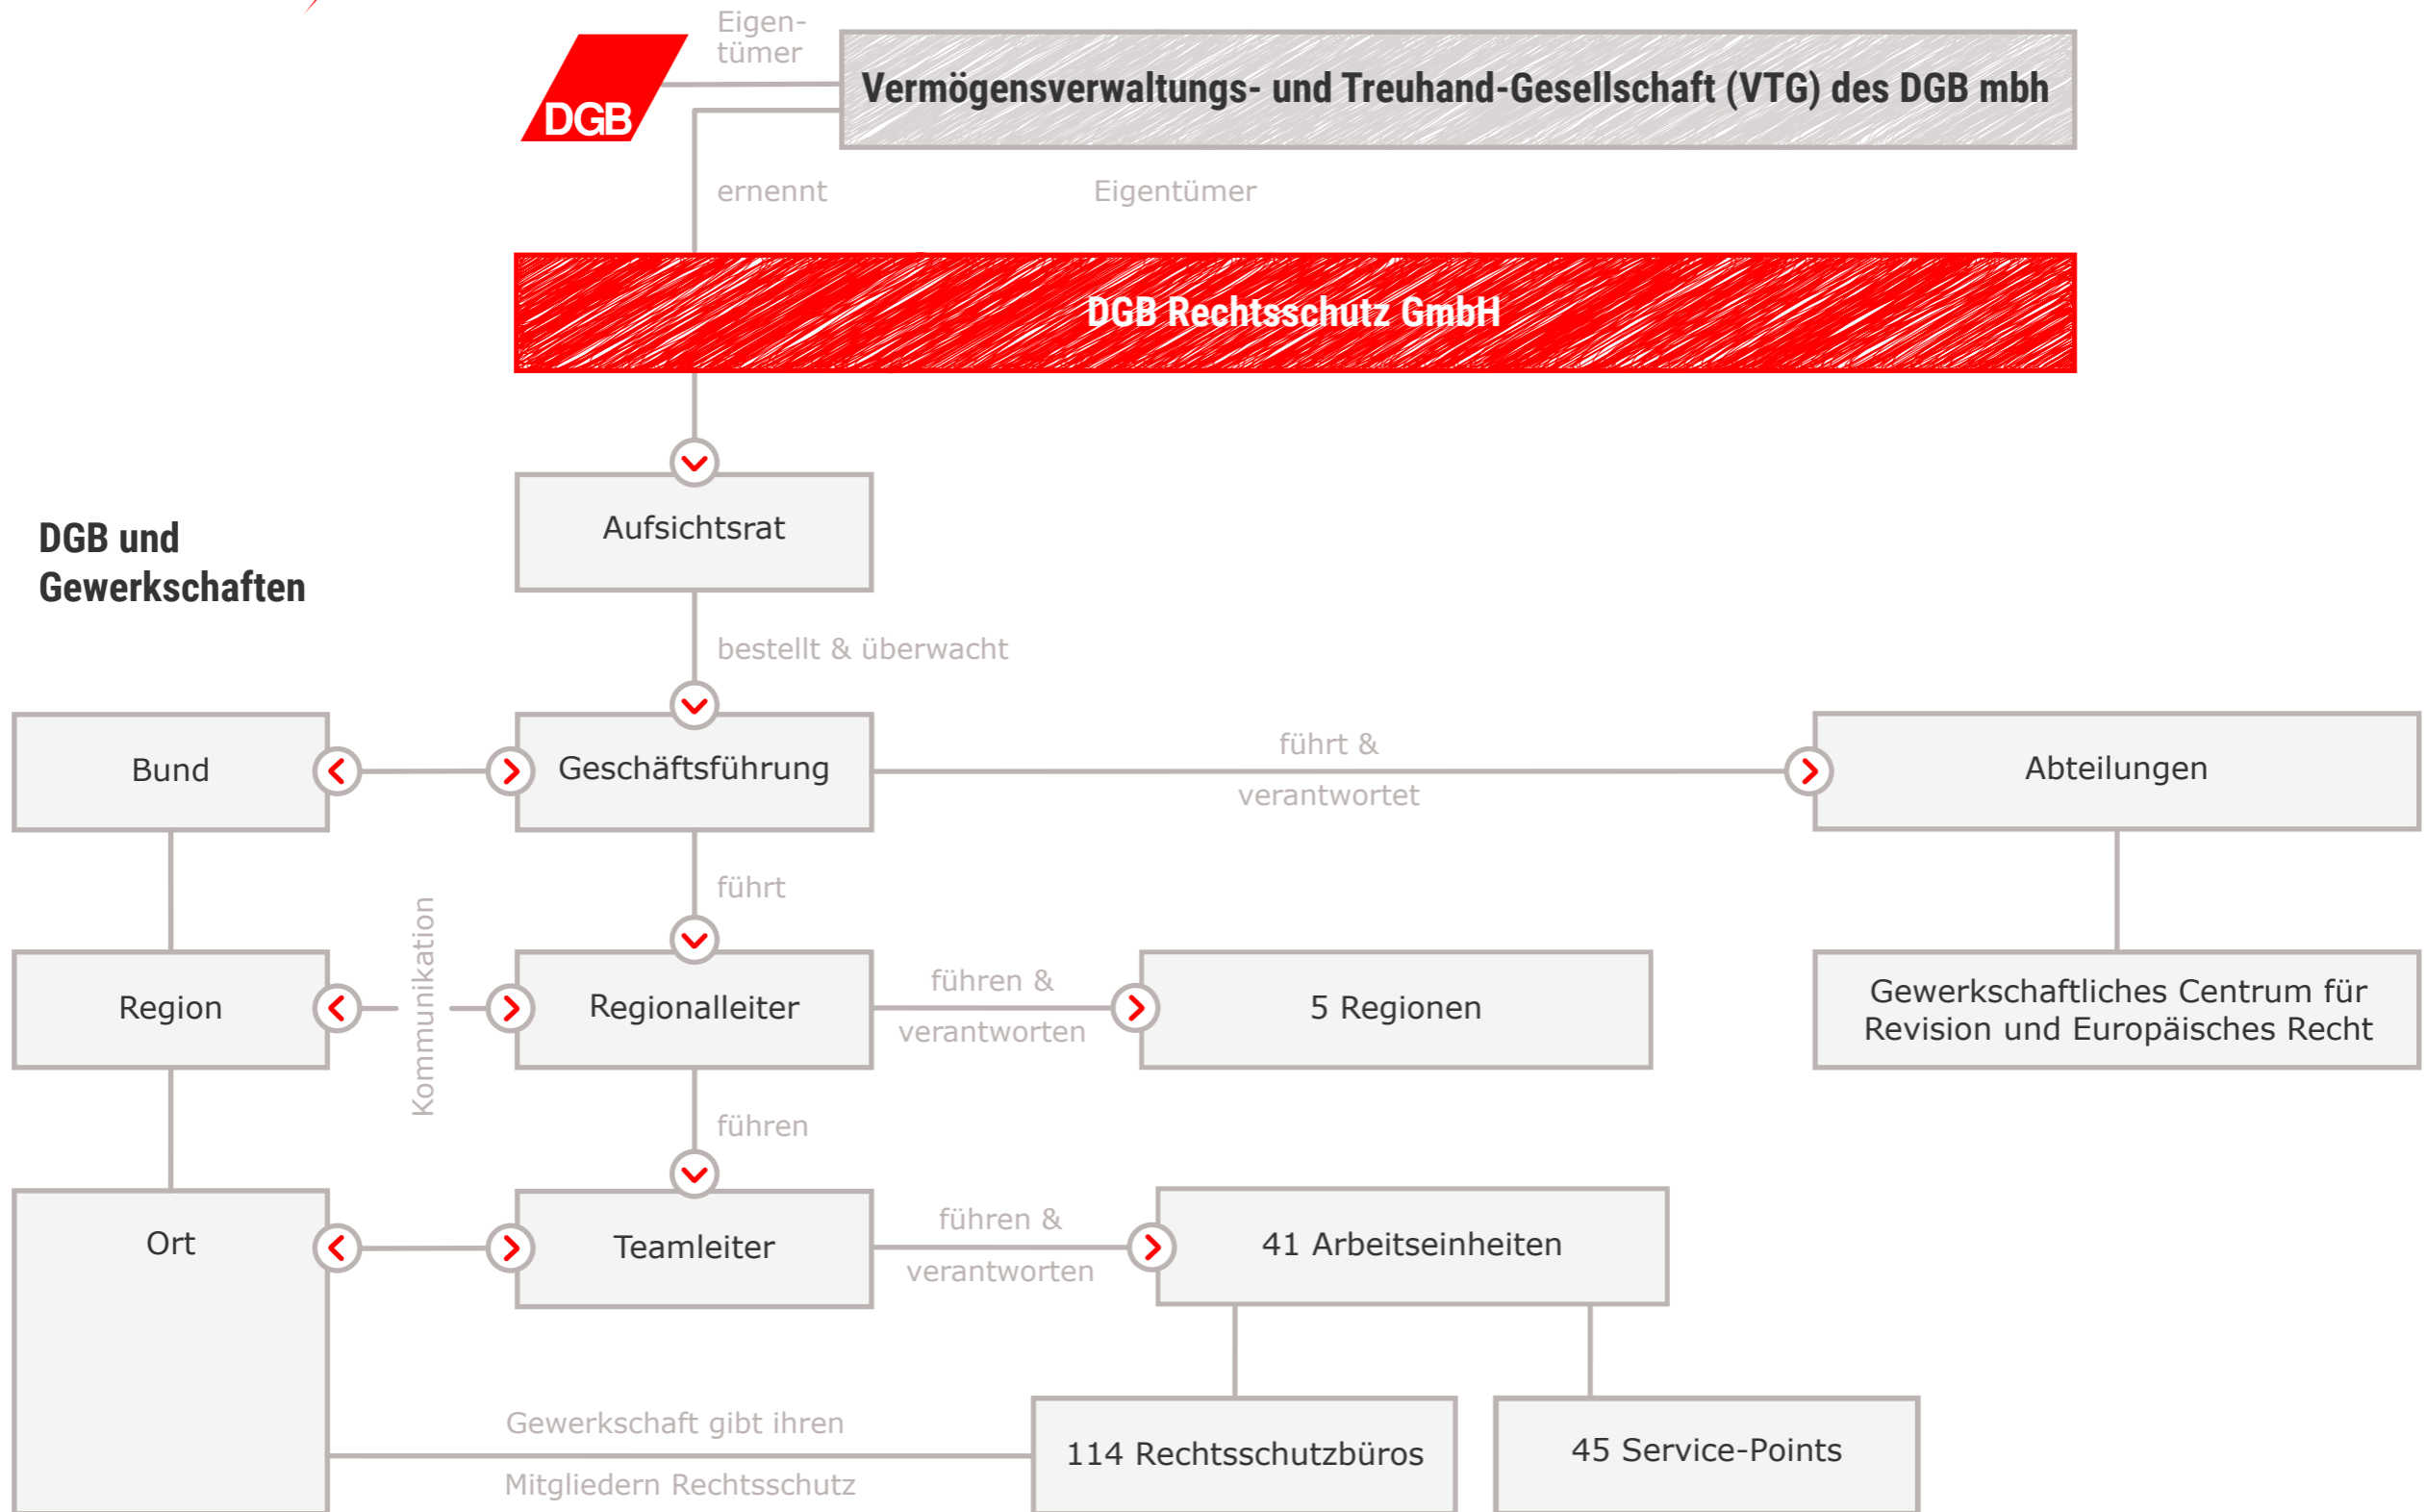 Eigen-
tümer
DGB
Vermögensverwaltungs- und Treuhand-Gesellschaft (VTG) des DGB mbh
ernennt
Eigentümer
DGB Rechtsschutz GmbH
Aufsichtsrat
DGB und
Gewerkschaften
bestellt & überwacht
Bund
Geschäftsführung
führt &
verantwortet
Abteilungen
führt
Kommunikation
Region
Regionalleiter
führen &
verantworten
5 Regionen
Gewerkschaftliches Centrum für
Revision und Europäisches Recht
führen
Ort
Teamleiter
führen &
verantworten
41 Arbeitseinheiten
Gewerkschaft gibt ihren
Mitgliedern Rechtsschutz
114 Rechtsschutzbüros
45 Service-Points